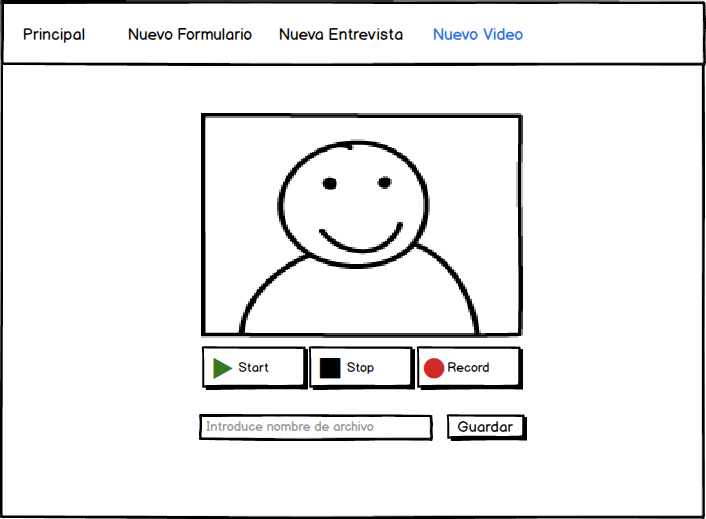 Principal Nuevo Formulario Nueva Entrevista Nuevo Video
Start Stop Record
Introduce nombre de archivo Guardar